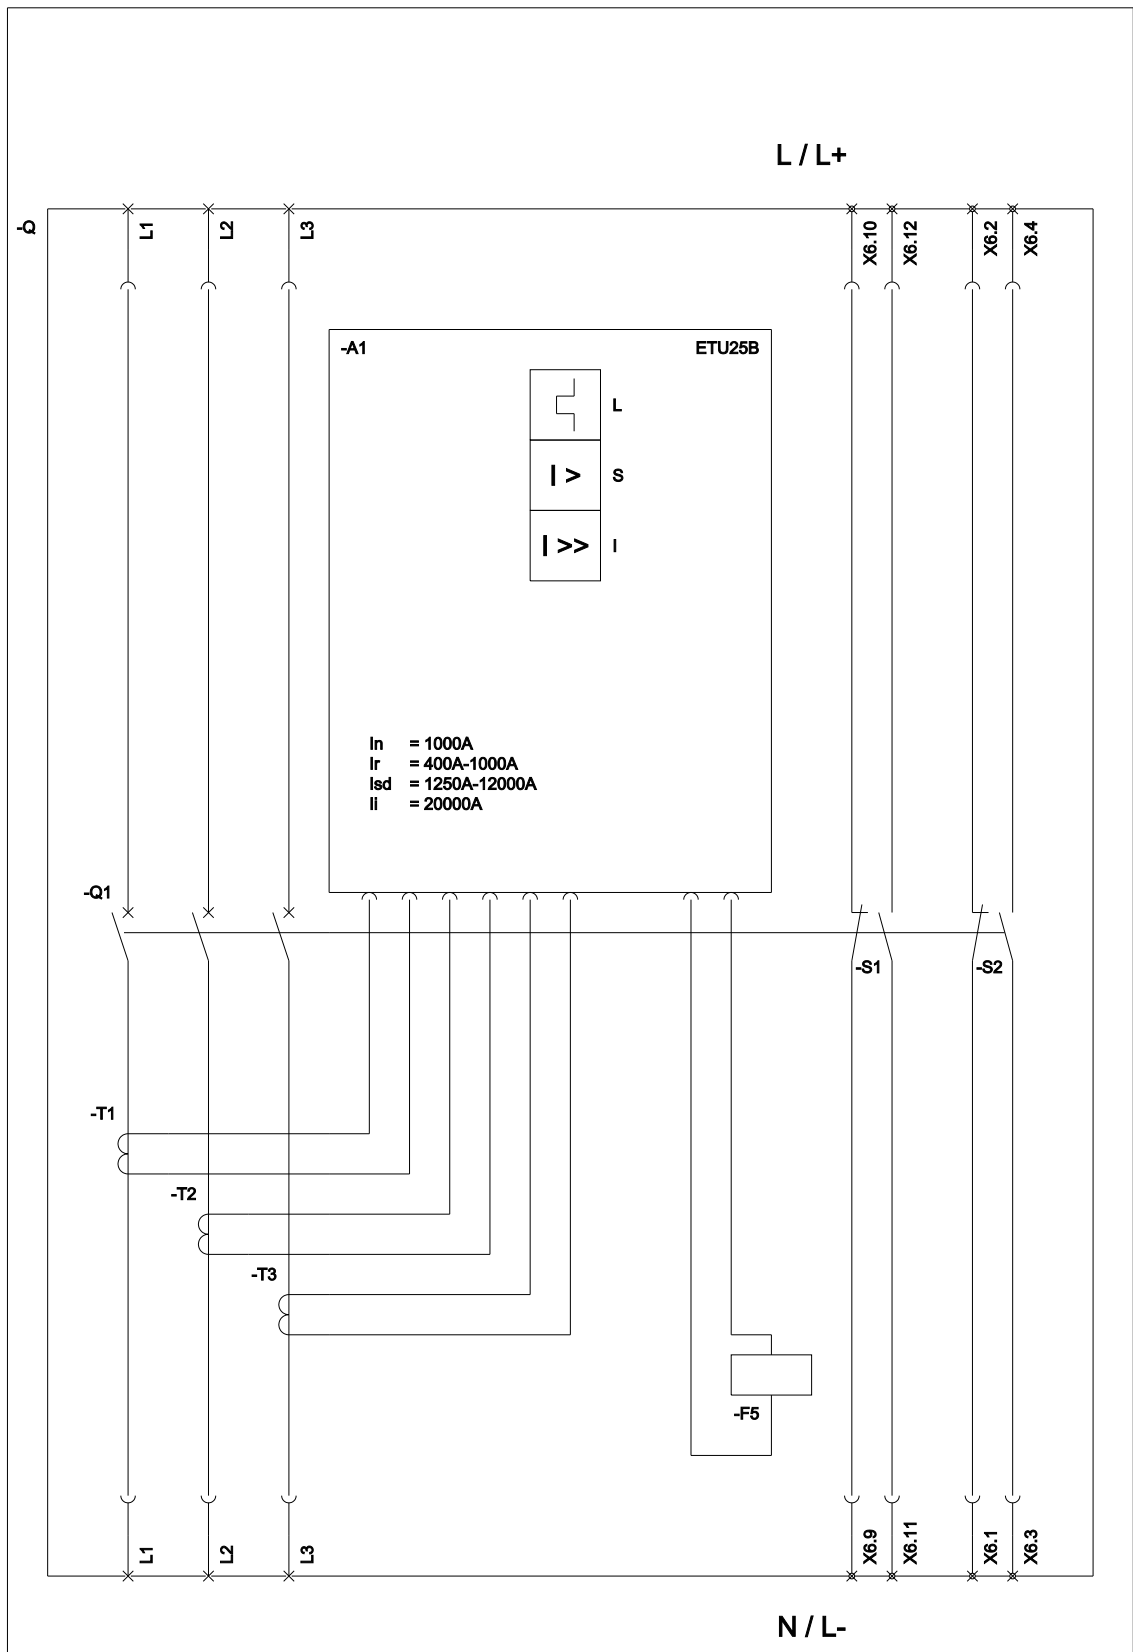 L / L+
-Q
L1
L2
L3
X6.10
X6.12
X6.2
X6.4
-A1 ETU25B
L
I > S
I >> I
In = 1000A
Ir = 400A-1000A
Isd = 1250A-12000A
Ii = 20000A
-Q1
-S1
-S2
-T1
-T2
-T3
-F5
L1
L2
L3
X6.9
X6.11
X6.1
X6.3
N / L-